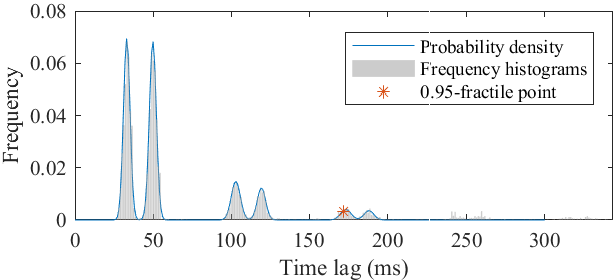 0.08
0.06
0.04
0.02
0
Frequency
Probability density
Frequency histograms
0.95-fractile point
0 50 100 150 200 250 300
Time lag (ms)